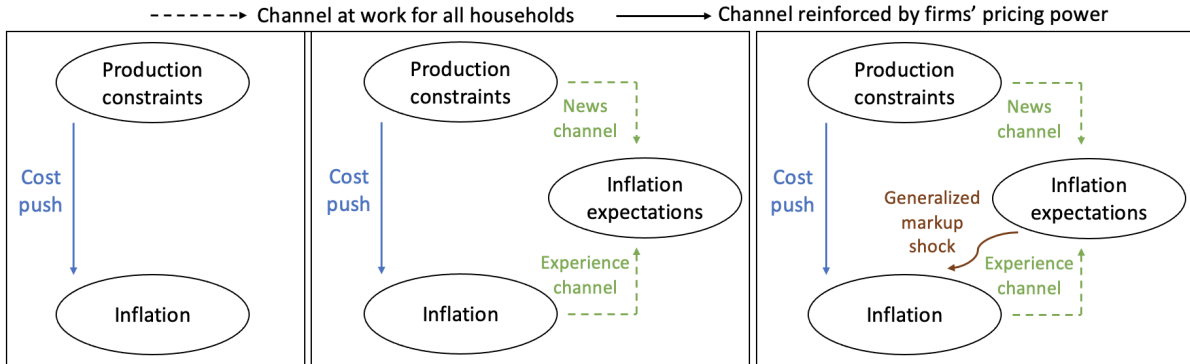 Channel at work for all households
Channel reinforced by firms’ pricing power
Production
constraints
Cost
push
Inflation
Production
constraints
News
channel
Cost
push
Inflation
expectations
Experience
channel
Inflation
Production
constraints
News
channel
Cost
push
Inflation
expectations
Generalized
markup
shock
Experience
channel
Inflation